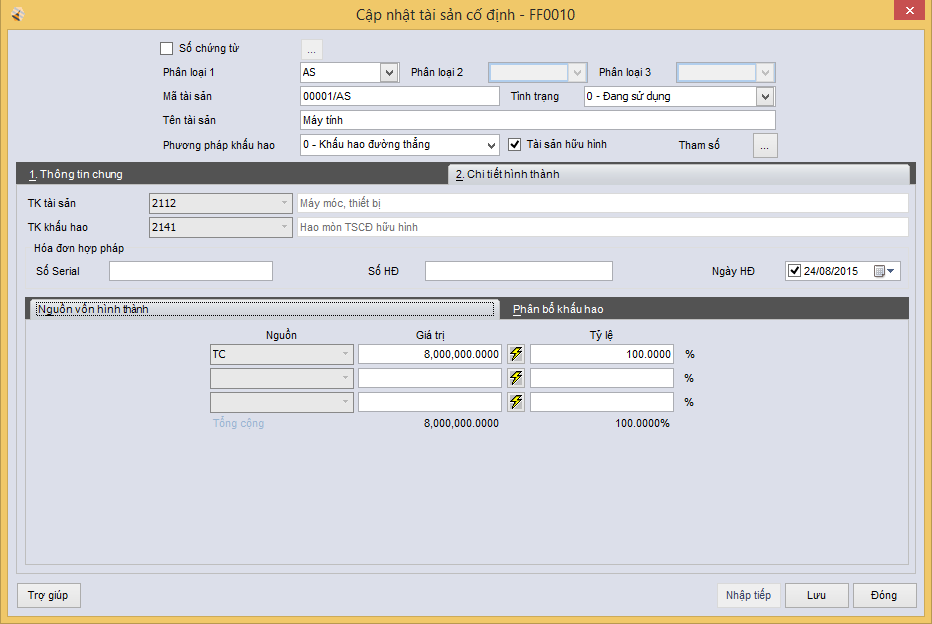 Cập nhật tài sản cố định - FF0010
Số chứng từ ...
Phân loại 1 AS Phân loại 2 Phân loại 3
Mã tài sản 00001/AS Tình trạng 0 - Đang sử dụng
Tên tài sản Máy tính
Phương pháp khấu hao 0 - Khấu hao đường thẳng Tài sản hữu hình Tham số ...
1. Thông tin chung 2. Chi tiết hình thành
TK tài sản 2112 Máy móc, thiết bị
TK khấu hao 2141 Hao mòn TSCĐ hữu hình
Hóa đơn hợp pháp
Số Serial Số HĐ Ngày HĐ 24/08/2015
Nguồn vốn hình thành Phân bổ khấu hao
Nguồn Giá trị Tỷ lệ
TC 8,000,000.0000 100.0000 %
%
%
Tổng cộng 8,000,000.0000 100.0000%
Trợ giúp Nhập tiếp Lưu Đóng